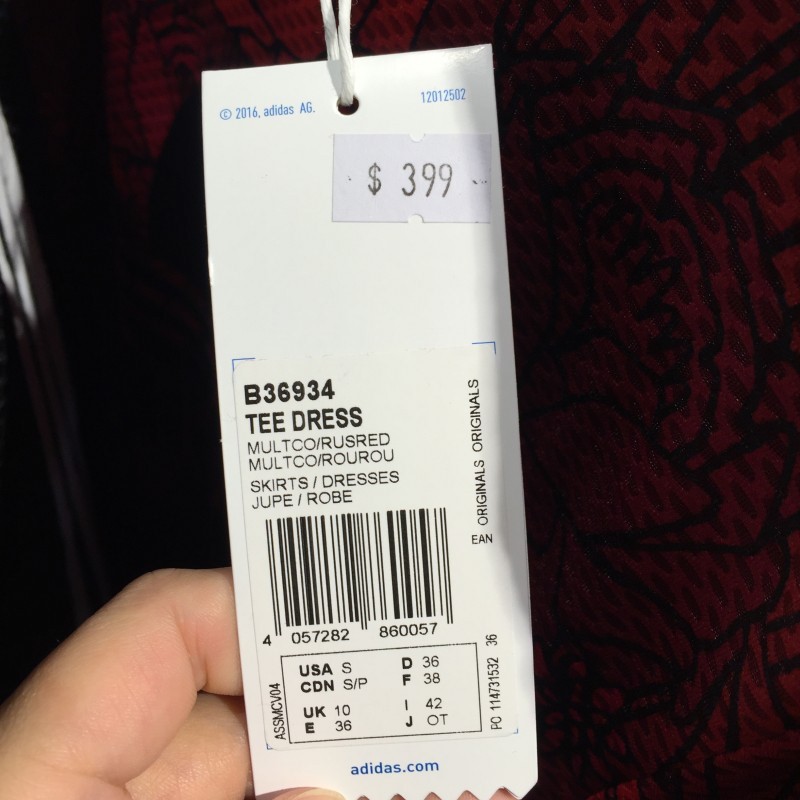 © 2016, adidas AG.
12012502
$ 399
B36934
TEE DRESS
MULTCO/RUSRED
MULTCO/ROUROU
SKIRTS / DRESSES
JUPE / ROBE
EAN ORIGINALS ORIGINALS
4 057282 860057
ASSMCV04
USA S D 36
CDN S/P F 38
UK 10 I 42
E 36 J OT
PC 114731532 36
adidas.com